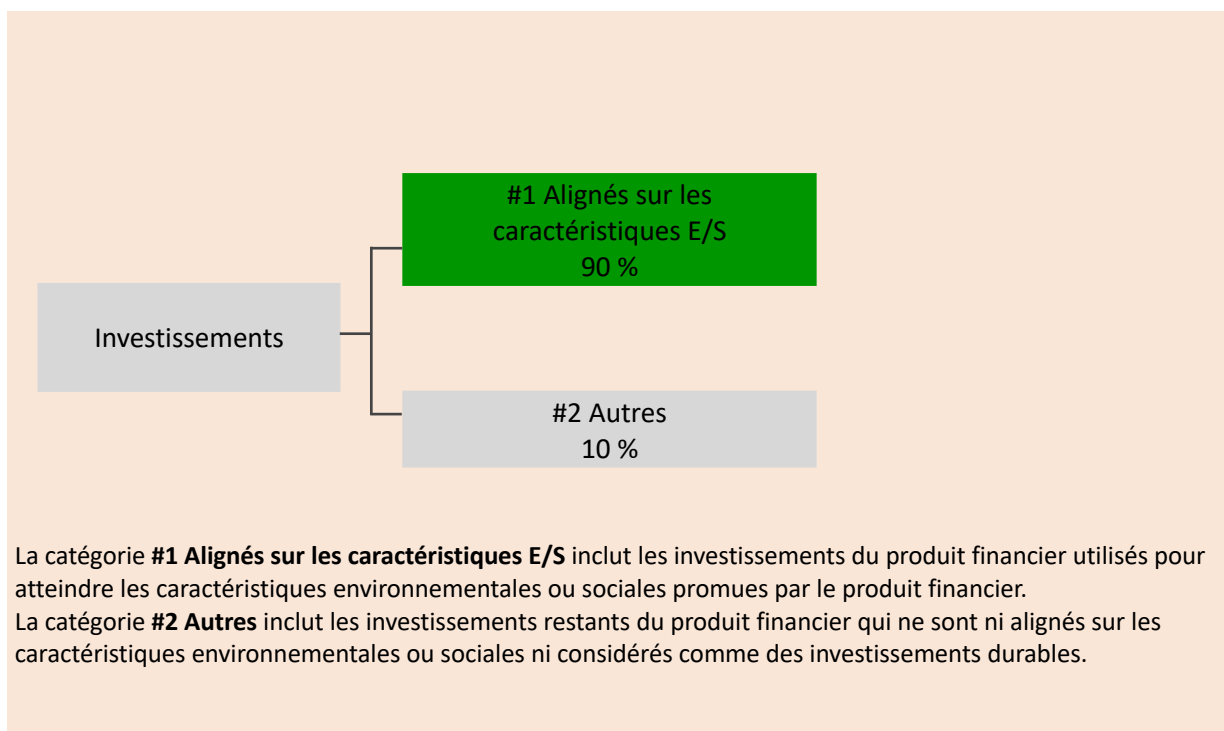 #1 Alignés sur les
caractéristiques E/S
90 %
Investissements
#2 Autres
10 %
La catégorie #1 Alignés sur les caractéristiques E/S inclut les investissements du produit financier utilisés pour
atteindre les caractéristiques environnementales ou sociales promues par le produit financier.
La catégorie #2 Autres inclut les investissements restants du produit financier qui ne sont ni alignés sur les
caractéristiques environnementales ou sociales ni considérés comme des investissements durables.